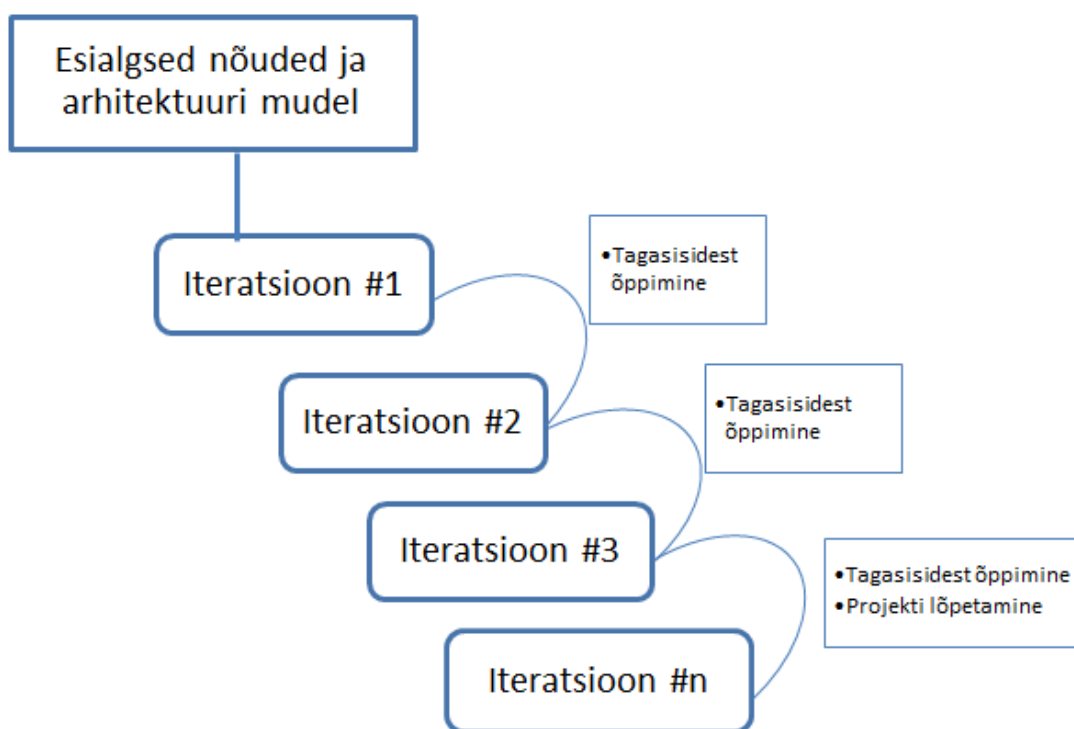 Esialgsed nõuded ja
arhitektuuri mudel
Iteratsioon #1
•Tagasisidest
õppimine
Iteratsioon #2
•Tagasisidest
õppimine
Iteratsioon #3
•Tagasisidest õppimine
•Projekti lõpetamine
Iteratsioon #n